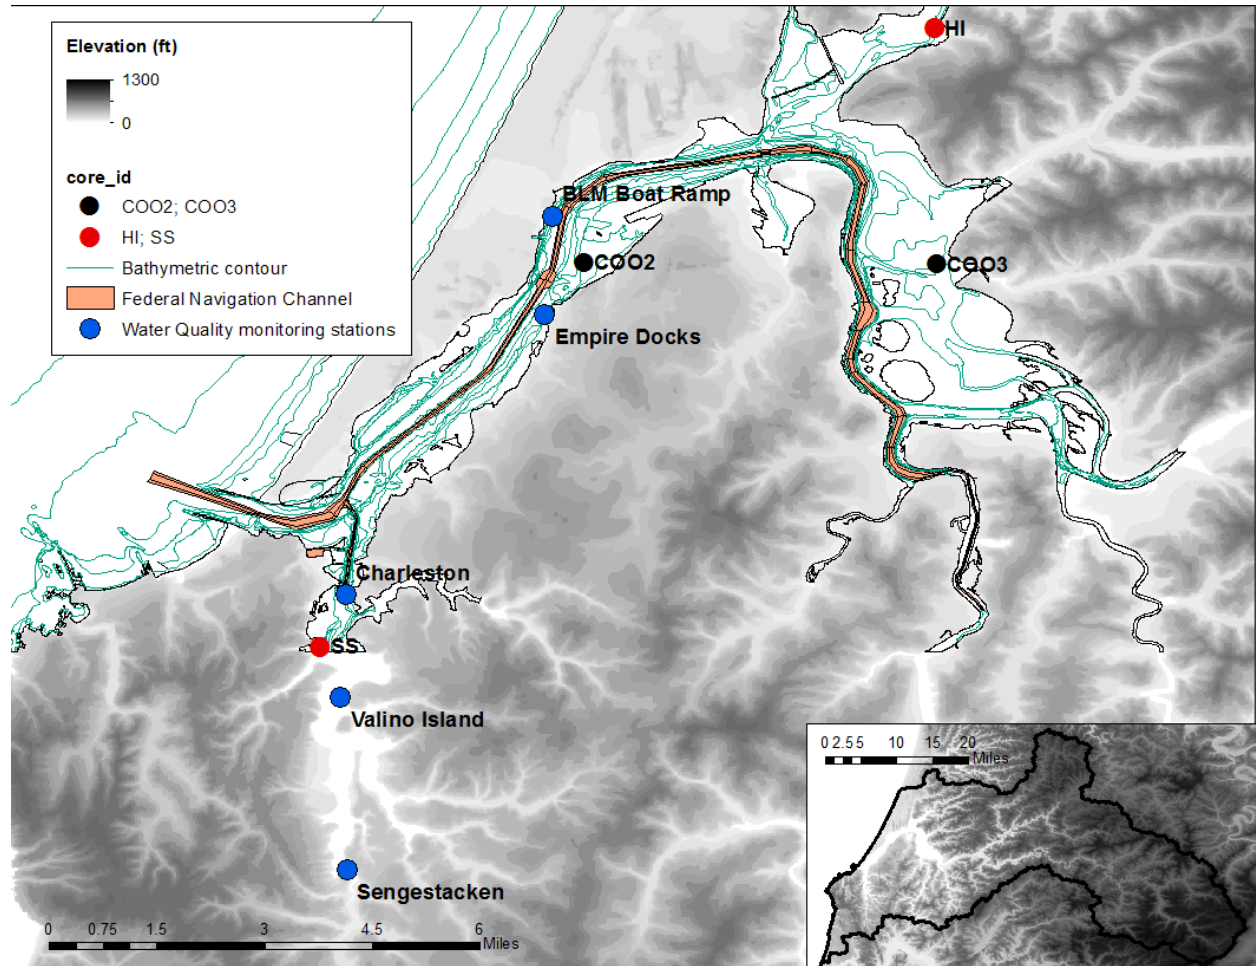 Elevation (ft)
1300
0
core_id
COO2; COO3
HI; SS
Bathymetric contour
Federal Navigation Channel
Water Quality monitoring stations
HI
BLM Boat Ramp
COO2
COO3
Empire Docks
Charleston
SS
Valino Island
Sengestacken
0 0.75 1.5 3 4.5 6
Miles
0 2.5 5 10 15 20
Miles